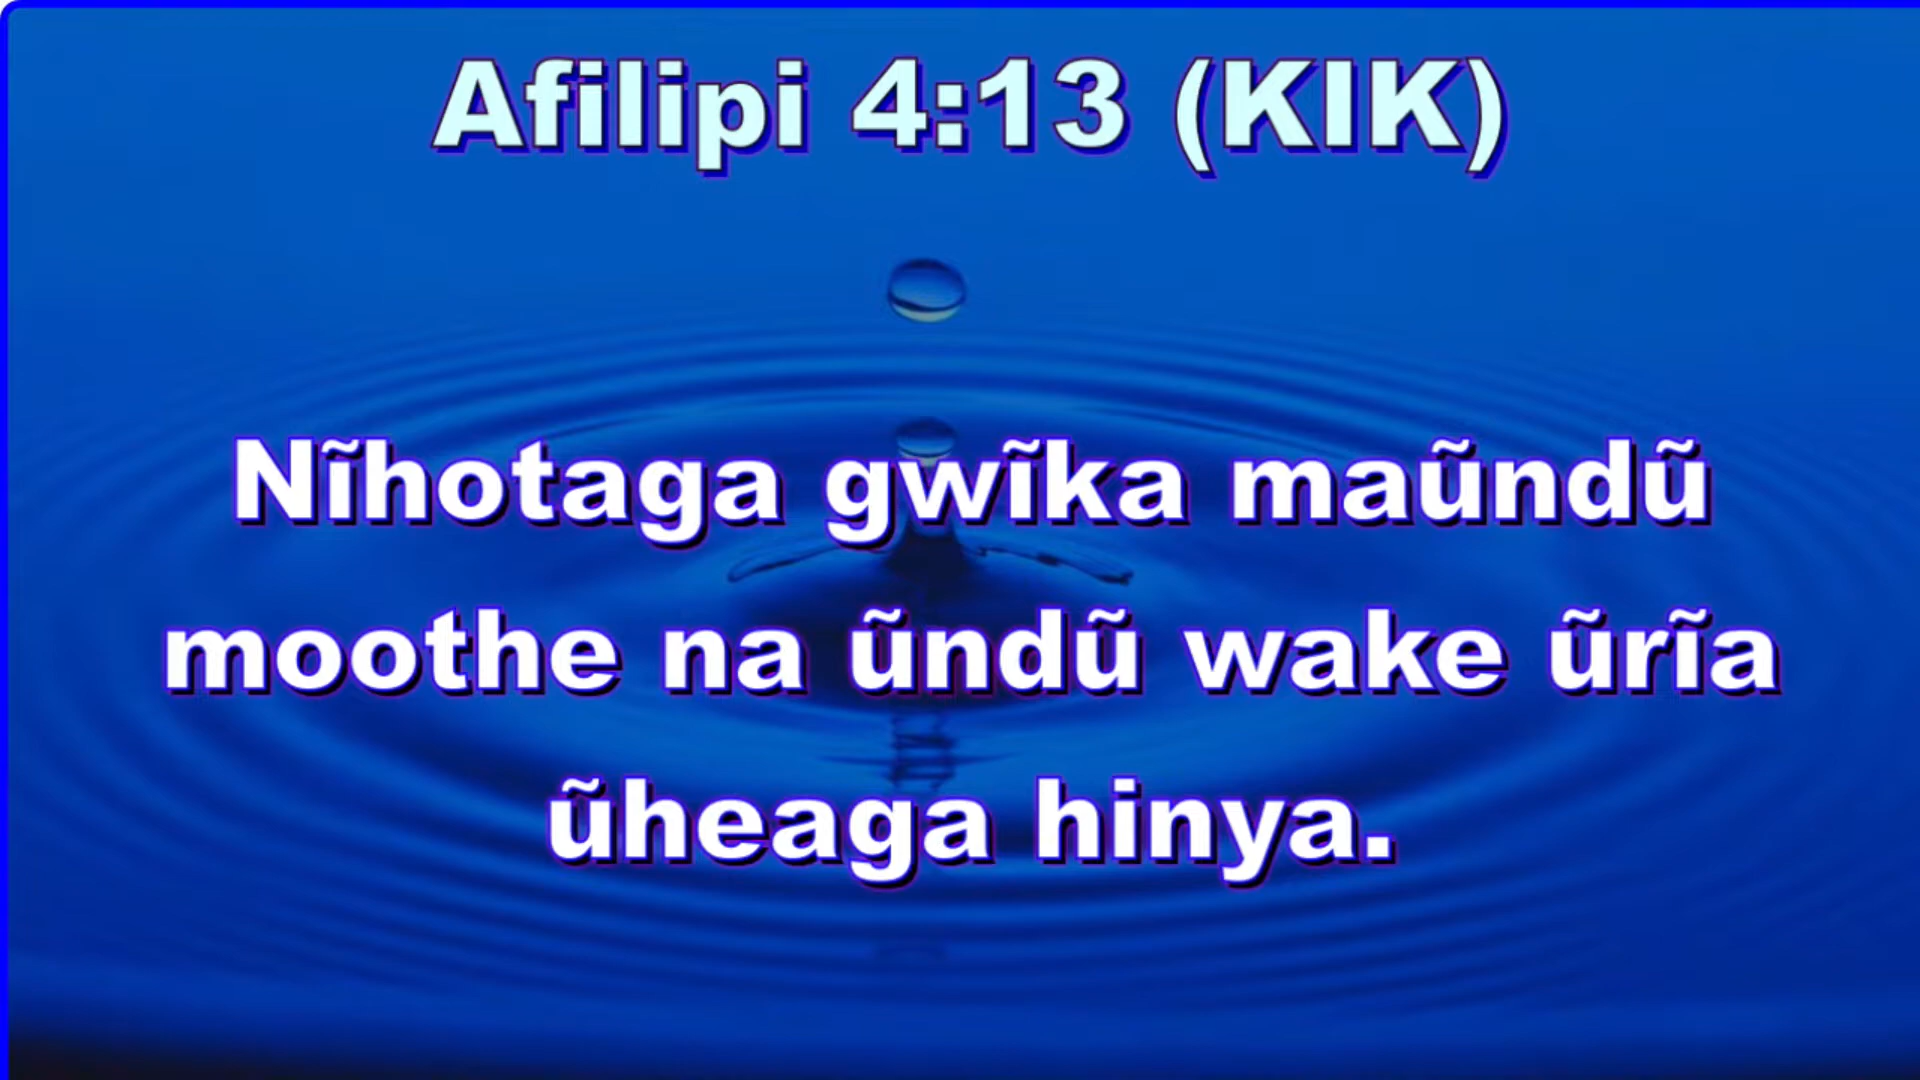 Afilipi 4:13 (KIK)
Nĩhotaga gwĩka maũndũ
moothe na ũndũ wake ũrĩa
ũheaga hinya.